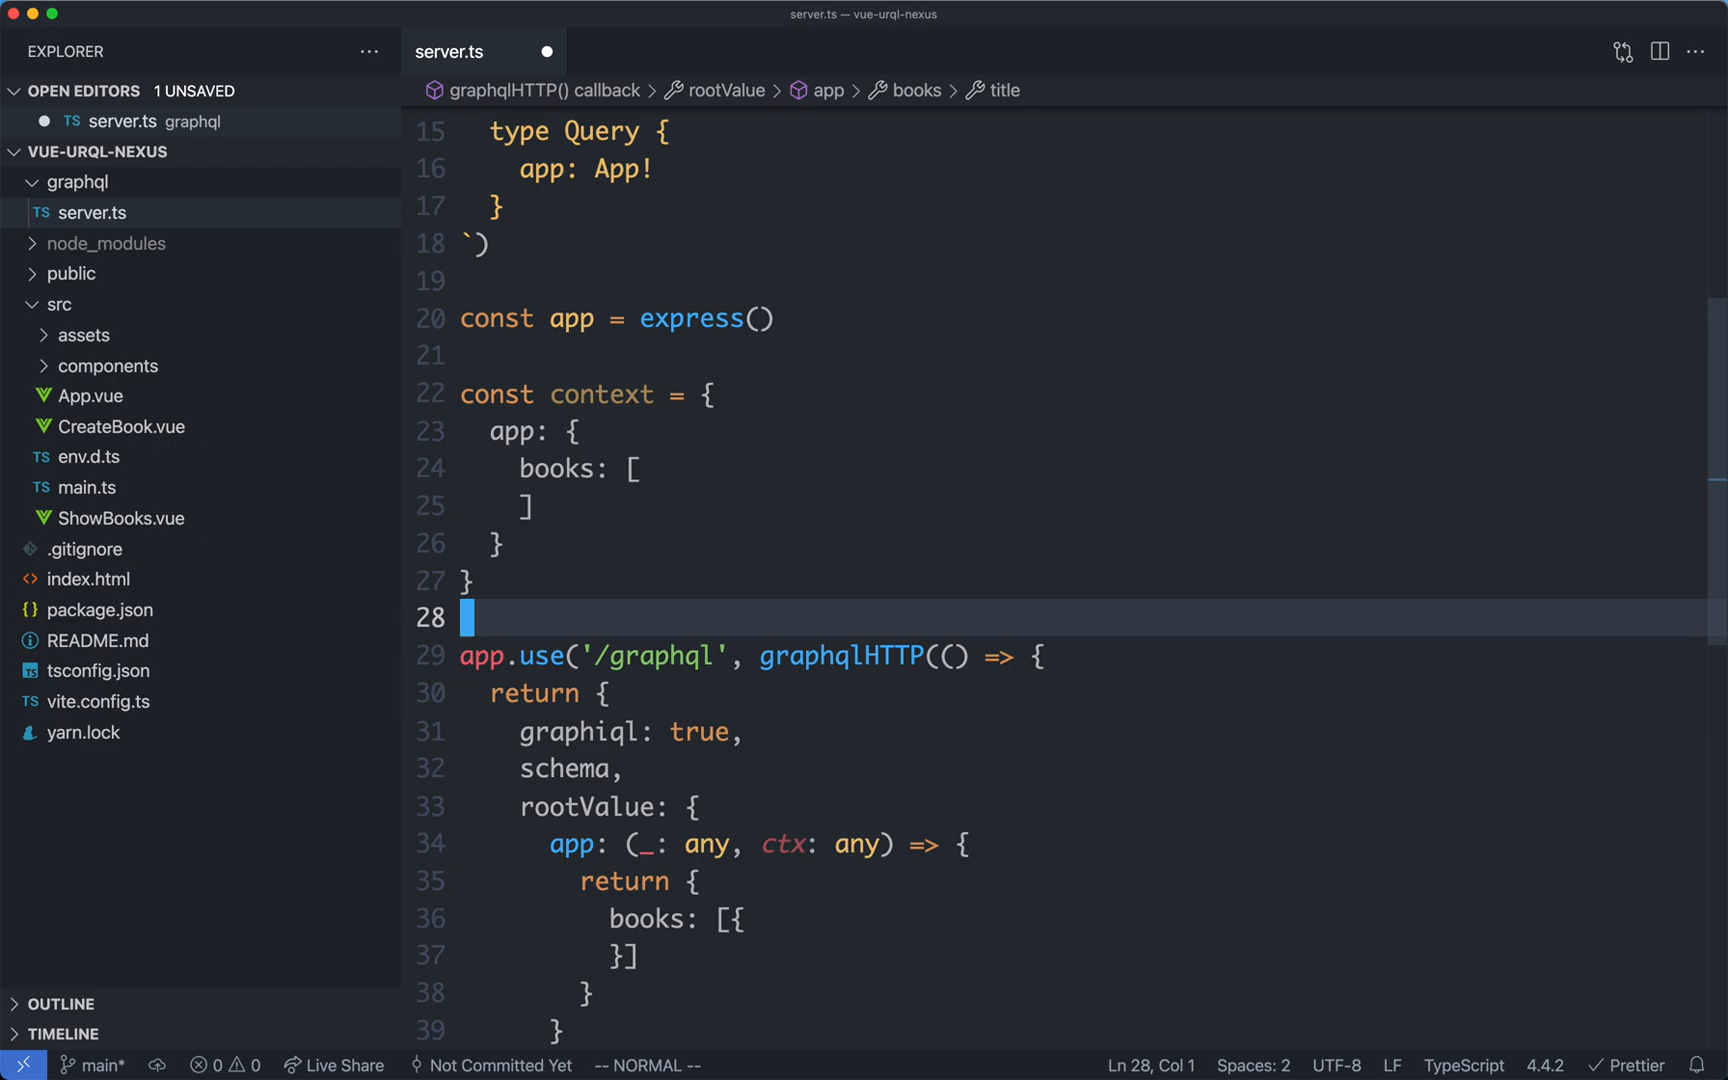 server.ts — vue-urql-nexus
EXPLORER
server.ts
OPEN EDITORS 1 UNSAVED
graphqlHTTP() callback > rootValue > app > books > title
TS server.ts graphql
VUE-URQL-NEXUS
graphql
TS server.ts
node_modules
public
src
assets
components
App.vue
CreateBook.vue
TS env.d.ts
TS main.ts
ShowBooks.vue
.gitignore
<> index.html
{} package.json
README.md
TS tsconfig.json
TS vite.config.ts
yarn.lock
OUTLINE
TIMELINE
15 type Query {
16 app: App!
17 }
18 `)
19
20 const app = express()
21
22 const context = {
23 app: {
24 books: [
25 ]
26 }
27 }
28
29 app.use('/graphql', graphqlHTTP(() => {
30 return {
31 graphiql: true,
32 schema,
33 rootValue: {
34 app: (_: any, ctx: any) => {
35 return {
36 books: [{
37 }]
38 }
39 }
main* 0 0 Live Share Not Committed Yet -- NORMAL -- Ln 28, Col 1 Spaces: 2 UTF-8 LF TypeScript 4.4.2 Prettier